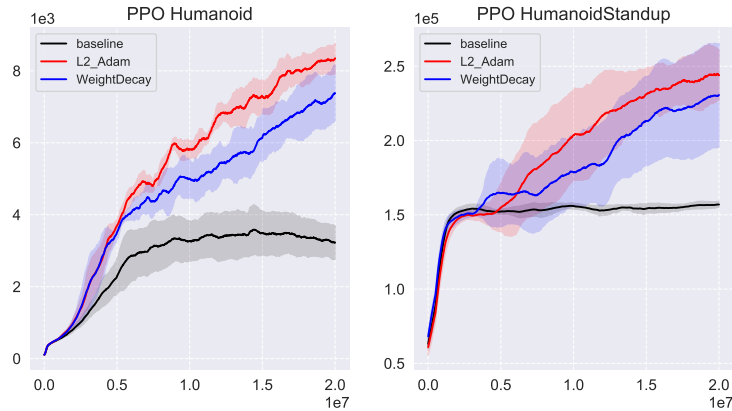 PPO Humanoid
1e3
baseline
L2_Adam
WeightDecay
8
6
4
2
0
0.0 0.5 1.0 1.5 2.0
1e7
PPO HumanoidStandup
1e5
baseline
L2_Adam
WeightDecay
2.5
2.0
1.5
1.0
0.5
0.0 0.5 1.0 1.5 2.0
1e7